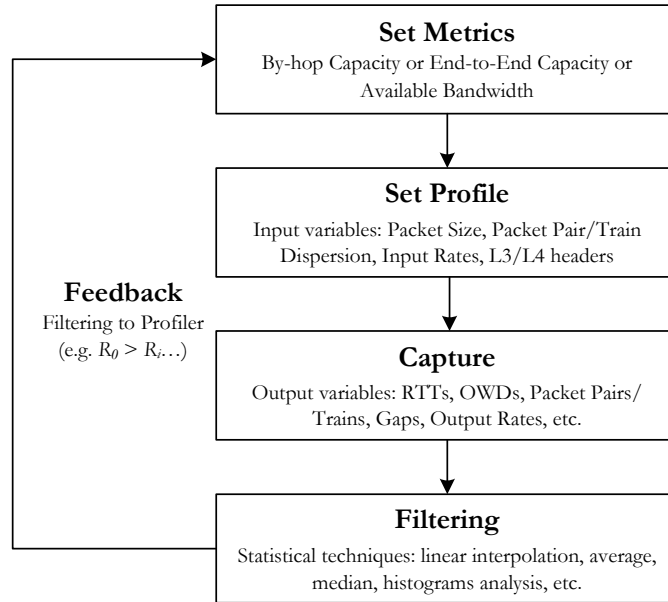 Set Metrics
By-hop Capacity or End-to-End Capacity or
Available Bandwidth
Set Profile
Input variables: Packet Size, Packet Pair/Train
Dispersion, Input Rates, L3/L4 headers
Feedback
Filtering to Profiler
(e.g. R0 > Ri…)
Capture
Output variables: RTTs, OWDs, Packet Pairs/
Trains, Gaps, Output Rates, etc.
Filtering
Statistical techniques: linear interpolation, average,
median, histograms analysis, etc.